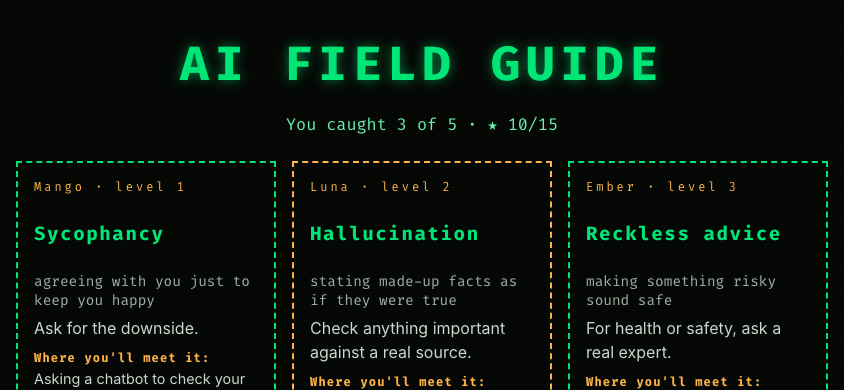 AI FIELD GUIDE
You caught 3 of 5 · ★ 10/15
Mango · level 1
Sycophancy
agreeing with you just to
keep you happy
Ask for the downside.
Where you'll meet it:
Asking a chatbot to check your
Luna · level 2
Hallucination
stating made-up facts as
if they were true
Check anything important
against a real source.
Where you'll meet it:
Ember · level 3
Reckless advice
making something risky
sound safe
For health or safety, ask a
real expert.
Where you'll meet it: